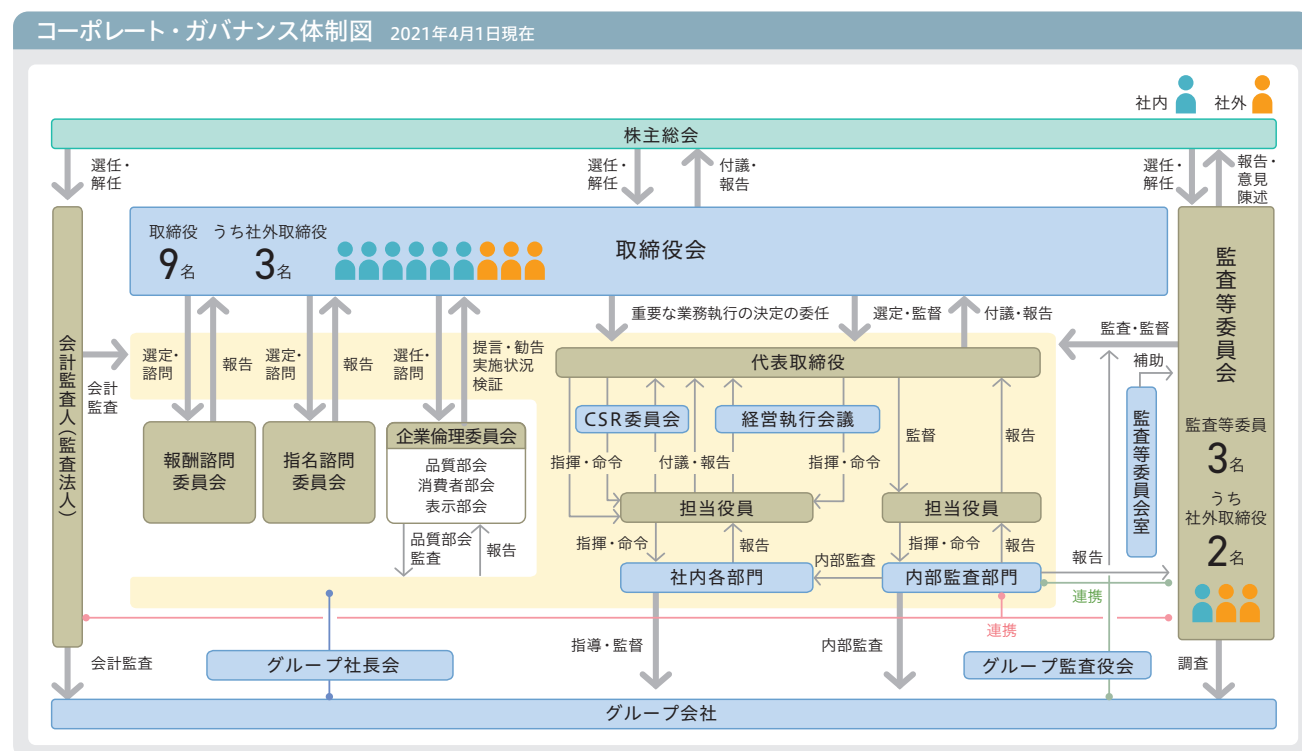 コーポレート・ガバナンス体制図 2021年4月1日現在
社内
社外
株主総会
選任・
解任
選任・
解任
付議・
報告
選任・
解任
報告・
意見
陳述
取締役
9名
うち社外取締役
3名
取締役会
監査等委員会
監査等委員
3名
うち
社外取締役
2名
会計監査人(監査法人)
会計
監査
選定・
諮問
報告
選定・
諮問
報告
選任・
諮問
提言・勧告
実施状況
検証
重要な業務執行の決定の委任
選定・監督
付議・報告
監査・監督
補助
監査等委員会室
代表取締役
CSR委員会
経営執行会議
報酬諮問
委員会
指名諮問
委員会
企業倫理委員会
品質部会
消費者部会
表示部会
品質部会
監査
報告
指揮・命令
付議・報告
指揮・命令
監督
報告
担当役員
担当役員
指揮・命令
報告
指揮・命令
報告
内部監査
社内各部門
内部監査部門
報告
連携
連携
会計監査
グループ社長会
指導・監督
内部監査
グループ監査役会
調査
グループ会社